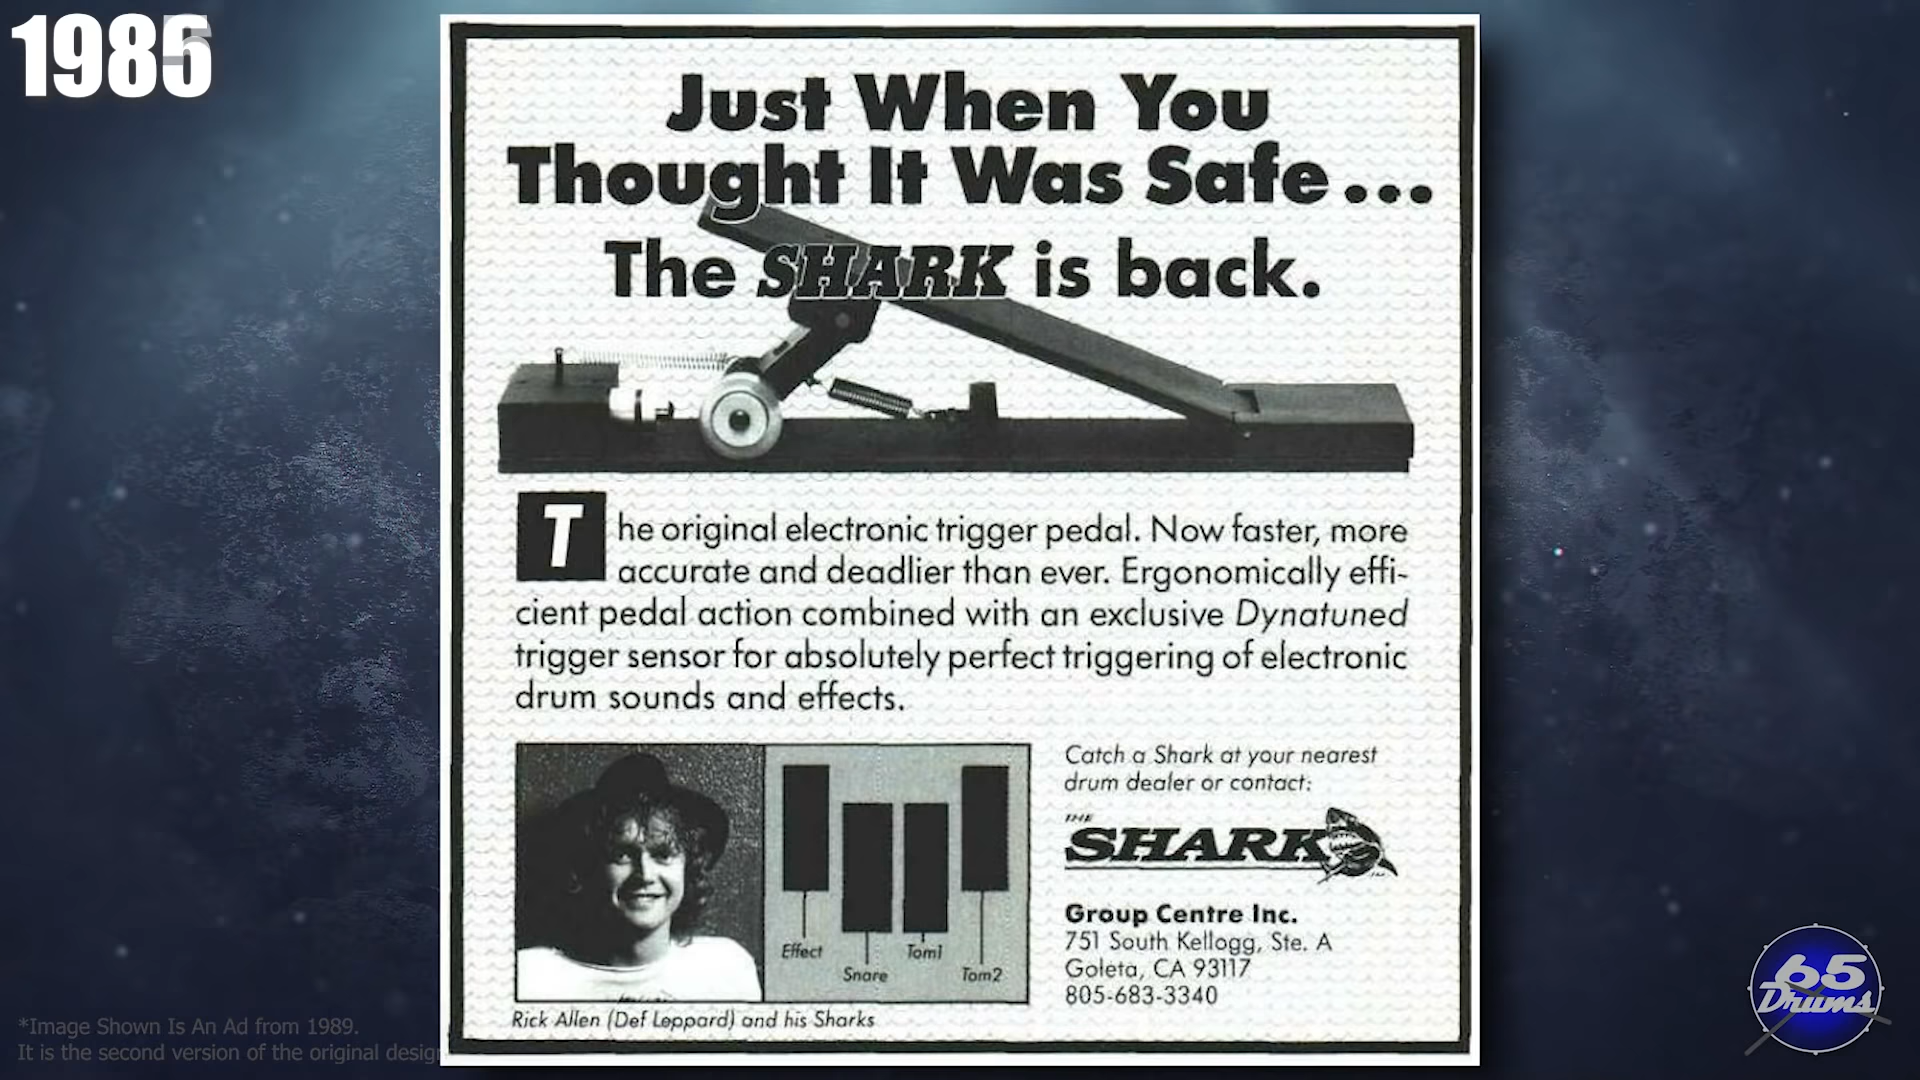 1985
Just When You
Thought It Was Safe...
The SHARK is back.
The original electronic trigger pedal. Now faster, more
accurate and deadlier than ever. Ergonomically effi-
cient pedal action combined with an exclusive Dynatuned
trigger sensor for absolutely perfect triggering of electronic
drum sounds and effects.
Effect
Snare
Tom1
Tom2
Rick Allen (Def Leppard) and his Sharks
Catch a Shark at your nearest
drum dealer or contact:
THE
SHARK
Group Centre Inc.
751 South Kellogg, Ste. A
Goleta, CA 93117
805-683-3340
*Image Shown Is An Ad from 1989.
It is the second version of the original desig
65
Drums